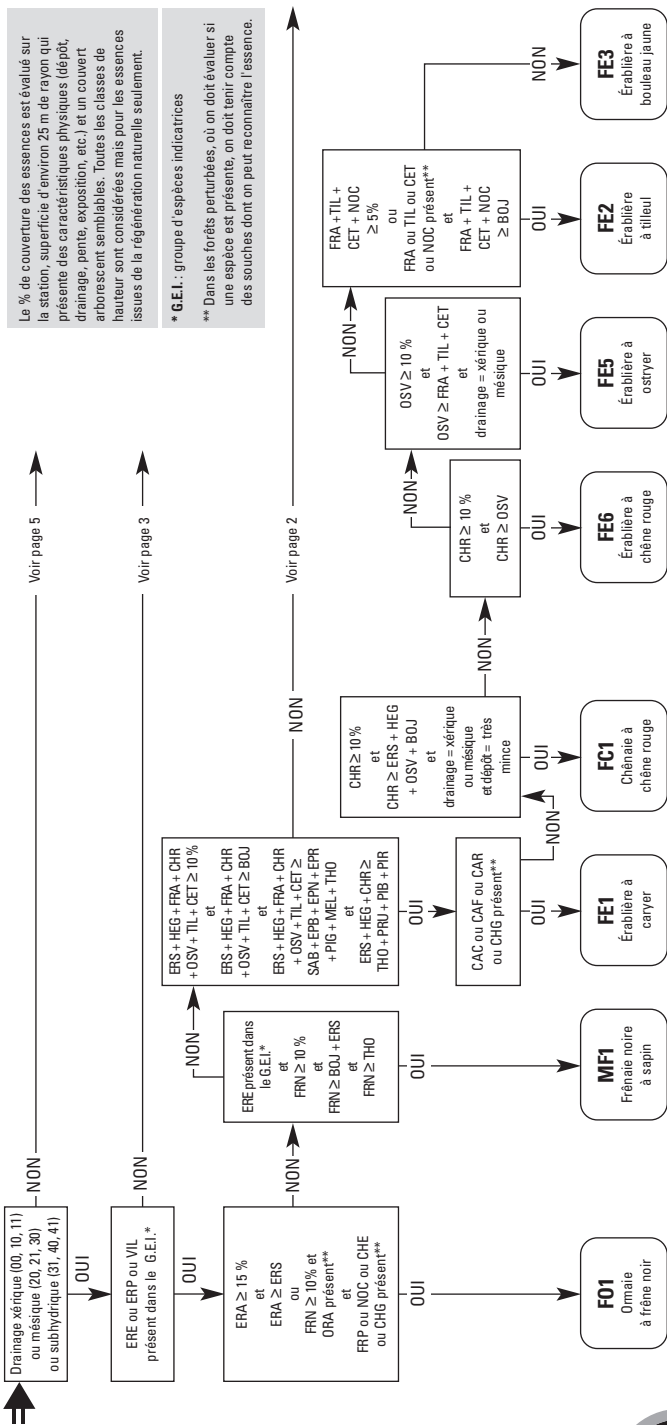 Drainage xérique (00, 10, 11)
ou mésique (20, 21, 30)
ou subhydrique (31, 40, 41)
NON
Voir page 5
OUI
ERE ou ERP ou VIL
présent dans le G.E.I.*
NON
Voir page 3
OUI
ERA ≥ 15 %
et
ERA ≥ ERS
ou
FRN ≥ 10% et
ORA présent**
et
FRP ou NOC ou CHE
ou CHG présent**
NON
OUI
FO1
Ormaie
à frêne noir
ERE présent dans
le G.E.I.*
et
FRN ≥ 10 %
et
FRN ≥ BOJ + ERS
et
FRN ≥ THO
NON
OUI
MF1
Frênaie noire
à sapin
ERS + HEG + FRA + CHR
+ OSV + TIL + CET ≥ 10 %
et
ERS + HEG + FRA + CHR
+ OSV + TIL + CET ≥ BOJ
et
ERS + HEG + FRA + CHR
+ OSV + TIL + CET ≥
SAB + EPB + EPN + EPR
+ PIG + MEL + THO
et
ERS + HEG + CHR ≥
THO + PRU + PIB + PIR
NON
Voir page 2
OUI
CAC ou CAF ou CAR
ou CHG présent**
NON
OUI
FE1
Érablière à
caryer
CHR ≥ 10 %
et
CHR ≥ ERS + HEG
+ OSV + BOJ
et
drainage = xérique
ou mésique
et dépôt = très
mince
NON
OUI
FC1
Chênaie à
chêne rouge
CHR ≥ 10 %
et
CHR ≥ OSV
NON
OUI
FE6
Érablière à
chêne rouge
OSV ≥ 10 %
et
OSV ≥ FRA + TIL + CET
et
drainage = xérique ou
mésique
NON
OUI
FE5
Érablière à
ostryer
FRA + TIL +
CET + NOC
≥ 5%
ou
FRA ou TIL ou CET
ou NOC présent**
et
FRA + TIL +
CET + NOC
≥ BOJ
OUI
FE2
Érablière
à tilleul
NON
FE3
Érablière à
bouleau jaune
Le % de couverture des essences est évalué sur
la station, superficie d'environ 25 m de rayon qui
présente des caractéristiques physiques (dépôt,
drainage, pente, exposition, etc.) et un couvert
arborescent semblables. Toutes les classes de
hauteur sont considérées mais pour les essences
issues de la régénération naturelle seulement.
* G.E.I. : groupe d'espèces indicatrices
** Dans les forêts perturbées, où on doit évaluer si
une espèce est présente, on doit tenir compte
des souches dont on peut reconnaître l'essence.